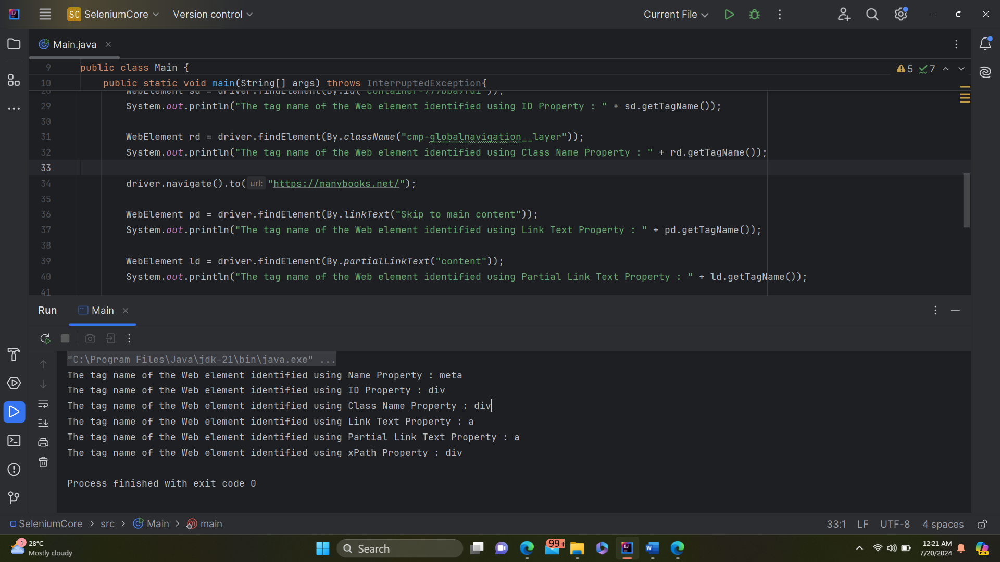 SC SeleniumCore Version control Current File
Main.java
9 public class Main {
5 7
10 public static void main(String[] args) throws InterruptedException{
29 System.out.println("The tag name of the Web element identified using ID Property : " + sd.getTagName());
30
31 WebElement rd = driver.findElement(By.className("cmp-globalnavigation__layer"));
32 System.out.println("The tag name of the Web element identified using Class Name Property : " + rd.getTagName());
33
34 driver.navigate().to( url: "https://manybooks.net/");
35
36 WebElement pd = driver.findElement(By.linkText("Skip to main content"));
37 System.out.println("The tag name of the Web element identified using Link Text Property : " + pd.getTagName());
38
39 WebElement ld = driver.findElement(By.partialLinkText("content"));
40 System.out.println("The tag name of the Web element identified using Partial Link Text Property : " + ld.getTagName());
41
Run Main
"C:\Program Files\Java\jdk-21\bin\java.exe" ...
The tag name of the Web element identified using Name Property : meta
The tag name of the Web element identified using ID Property : div
The tag name of the Web element identified using Class Name Property : div
The tag name of the Web element identified using Link Text Property : a
The tag name of the Web element identified using Partial Link Text Property : a
The tag name of the Web element identified using xPath Property : div
Process finished with exit code 0
SeleniumCore > src > Main > main 33:1 LF UTF-8 4 spaces
1 28°C
Mostly cloudy
Search
99+
12:21 AM
7/20/2024
PRE